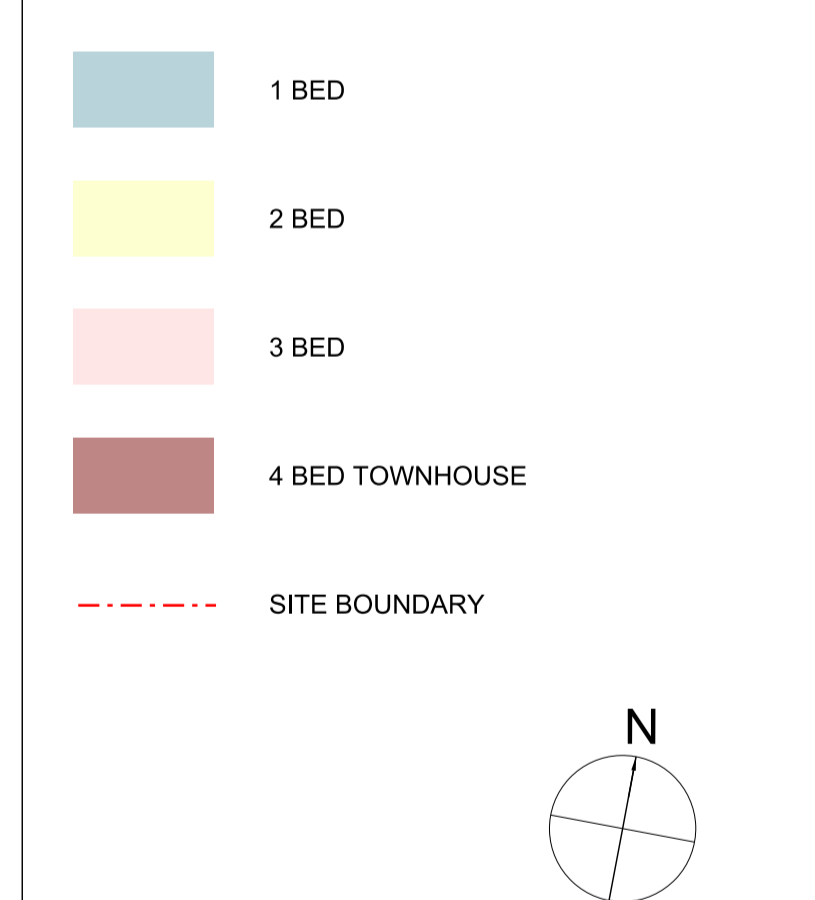 1 BED
2 BED
3 BED
4 BED TOWNHOUSE
SITE BOUNDARY
N